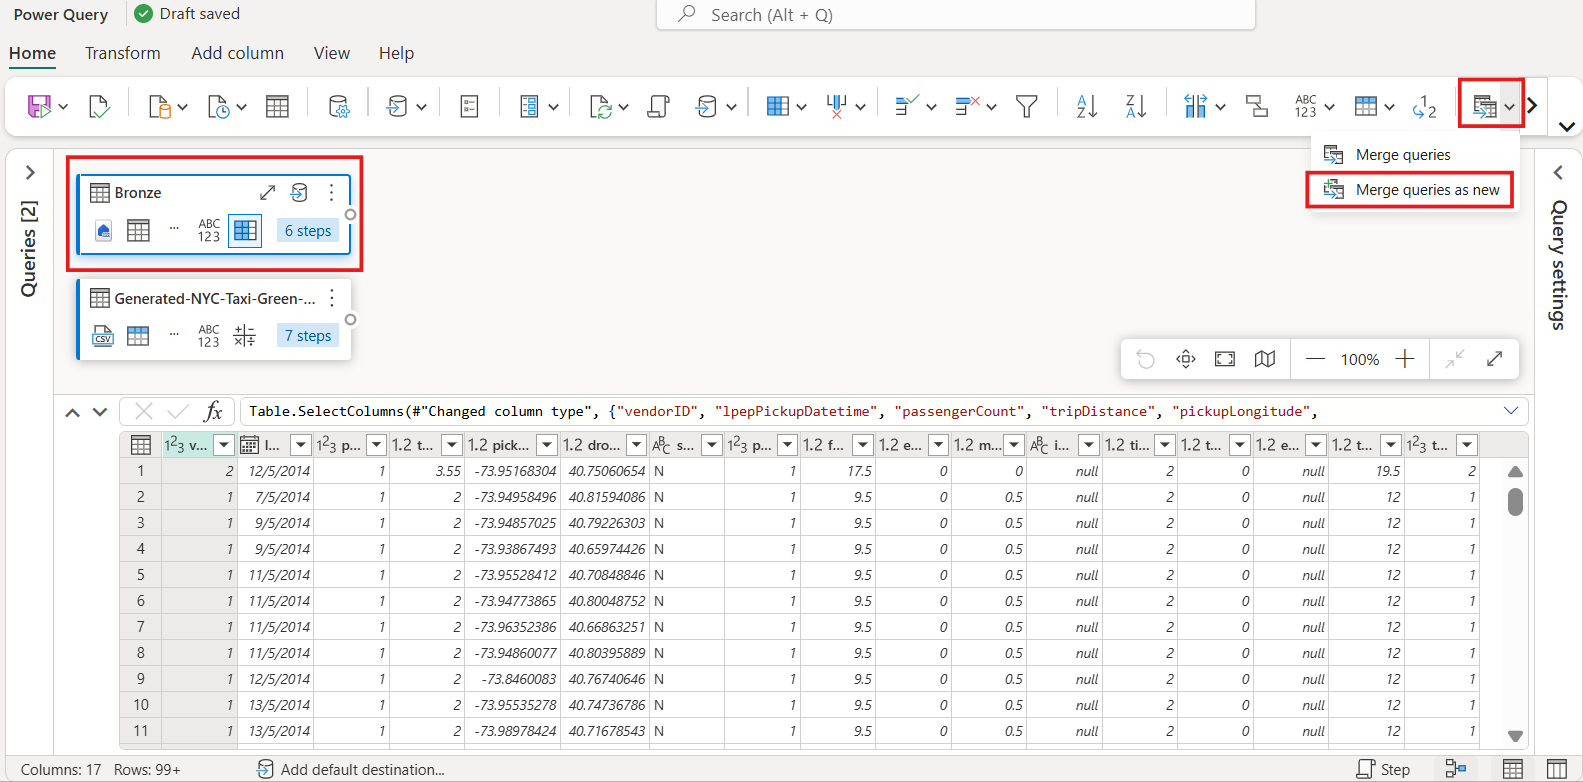 Power Query
Draft saved
Search (Alt + Q)
Home Transform Add column View Help
ABC
123
1
2
Merge queries
Merge queries as new
Queries [2]
Bronze
ABC
123
6 steps
Generated-NYC-Taxi-Green-...
CSV
ABC
123
7 steps
100%
Query settings
fx Table.SelectColumns(#"Changed column type", {"vendorID", "lpepPickupDatetime", "passengerCount", "tripDistance", "pickupLongitude",
123 v... l... 123 p... 1.2 t... 1.2 pick... 1.2 dro... ABC s... 123 p... 1.2 f... 1.2 e... 1.2 m... ABC i... 1.2 ti... 1.2 t... 1.2 e... 1.2 t... 123 t...
1 2 12/5/2014 1 3.55 -73.95168304 40.75060654 N 1 17.5 0 0 null 2 0 null 19.5 2
2 1 7/5/2014 1 2 -73.94958496 40.81594086 N 1 9.5 0 0.5 null 2 0 null 12 1
3 1 9/5/2014 1 2 -73.94857025 40.79226303 N 1 9.5 0 0.5 null 2 0 null 12 1
4 1 9/5/2014 1 2 -73.93867493 40.65974426 N 1 9.5 0 0.5 null 2 0 null 12 1
5 1 11/5/2014 1 2 -73.95528412 40.70848846 N 1 9.5 0 0.5 null 2 0 null 12 1
6 1 11/5/2014 1 2 -73.94773865 40.80048752 N 1 9.5 0 0.5 null 2 0 null 12 1
7 1 11/5/2014 1 2 -73.96352386 40.66863251 N 1 9.5 0 0.5 null 2 0 null 12 1
8 1 11/5/2014 1 2 -73.94860077 40.80395889 N 1 9.5 0 0.5 null 2 0 null 12 1
9 1 12/5/2014 1 2 -73.8460083 40.76740646 N 1 9.5 0 0.5 null 2 0 null 12 1
10 1 13/5/2014 1 2 -73.95535278 40.74736786 N 1 9.5 0 0.5 null 2 0 null 12 1
11 1 13/5/2014 1 2 -73.98978424 40.71678543 N 1 9.5 0 0.5 null 2 0 null 12 1
Columns: 17 Rows: 99+ Add default destination... Step